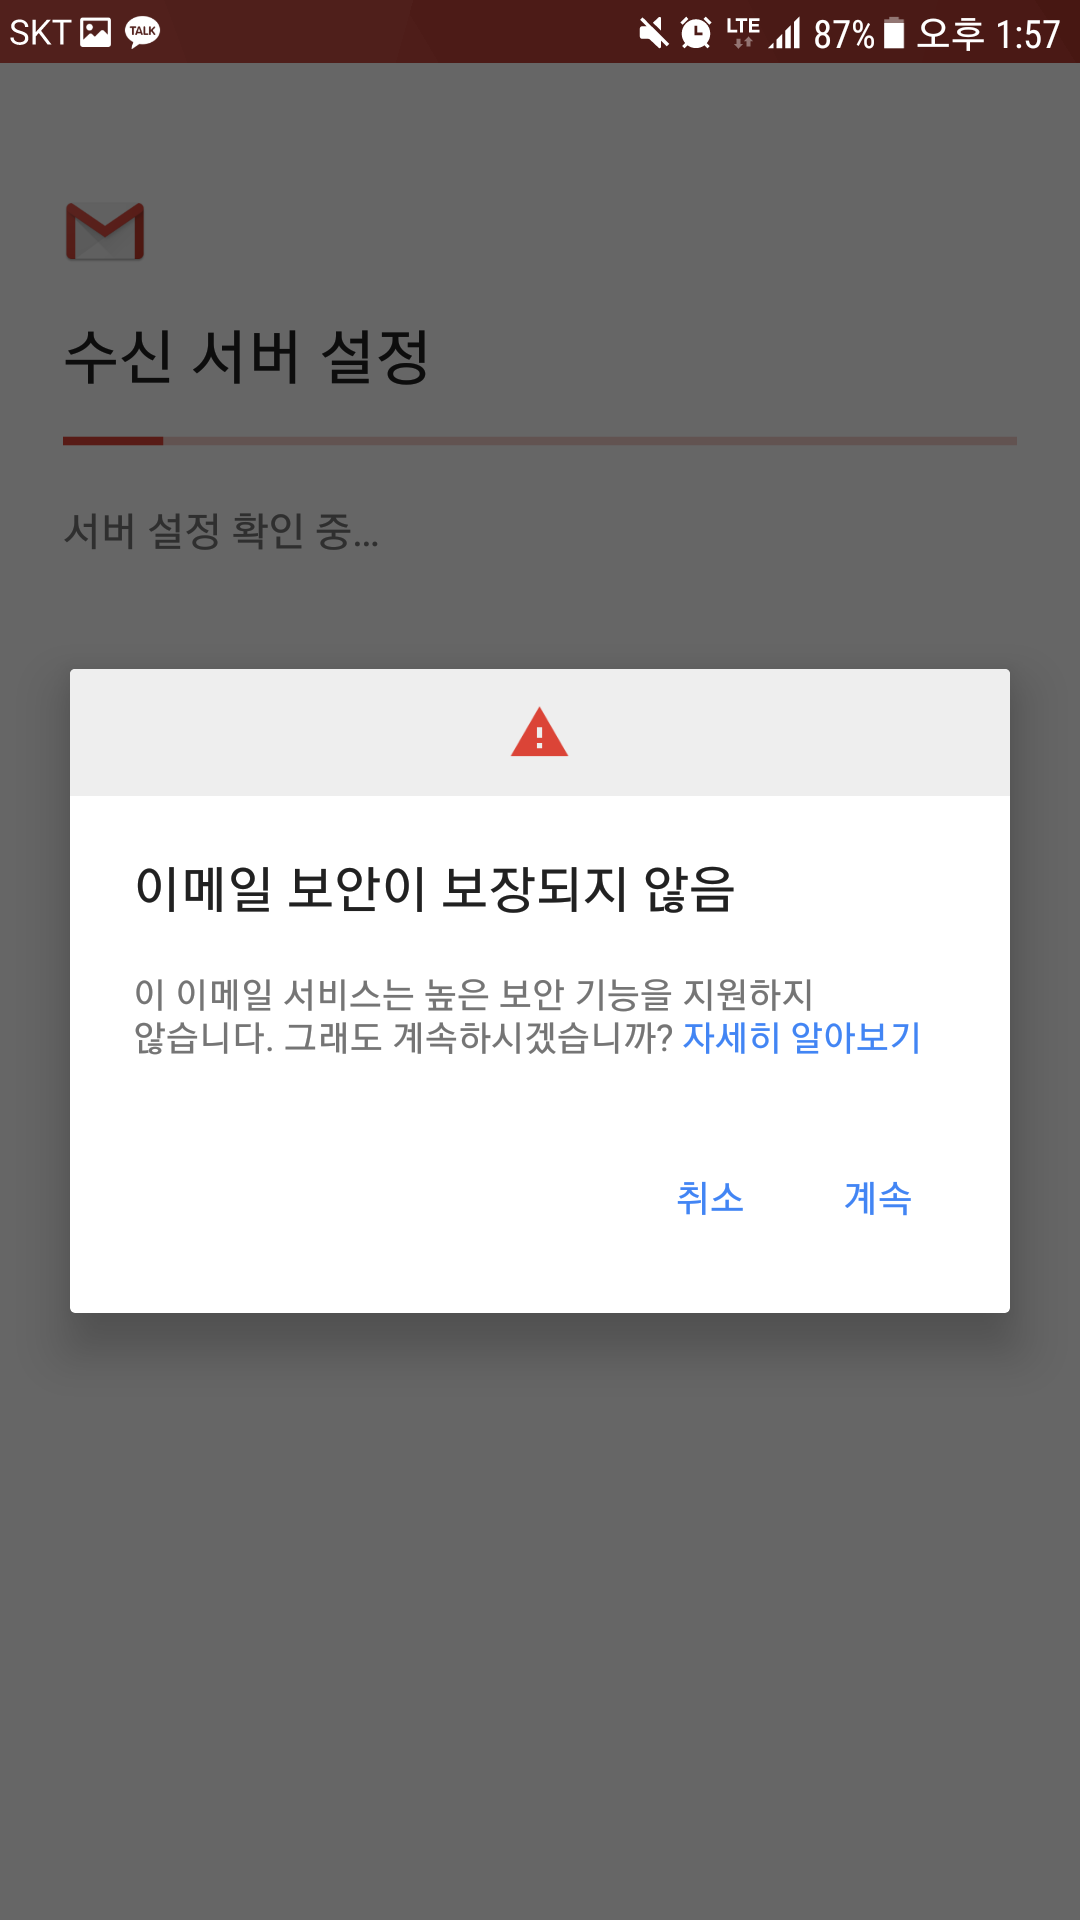 SKT TALK LTE 87% 오후 1:57
수신 서버 설정
서버 설정 확인 중...
이메일 보안이 보장되지 않음
이 이메일 서비스는 높은 보안 기능을 지원하지
않습니다. 그래도 계속하시겠습니까? 자세히 알아보기
취소 계속